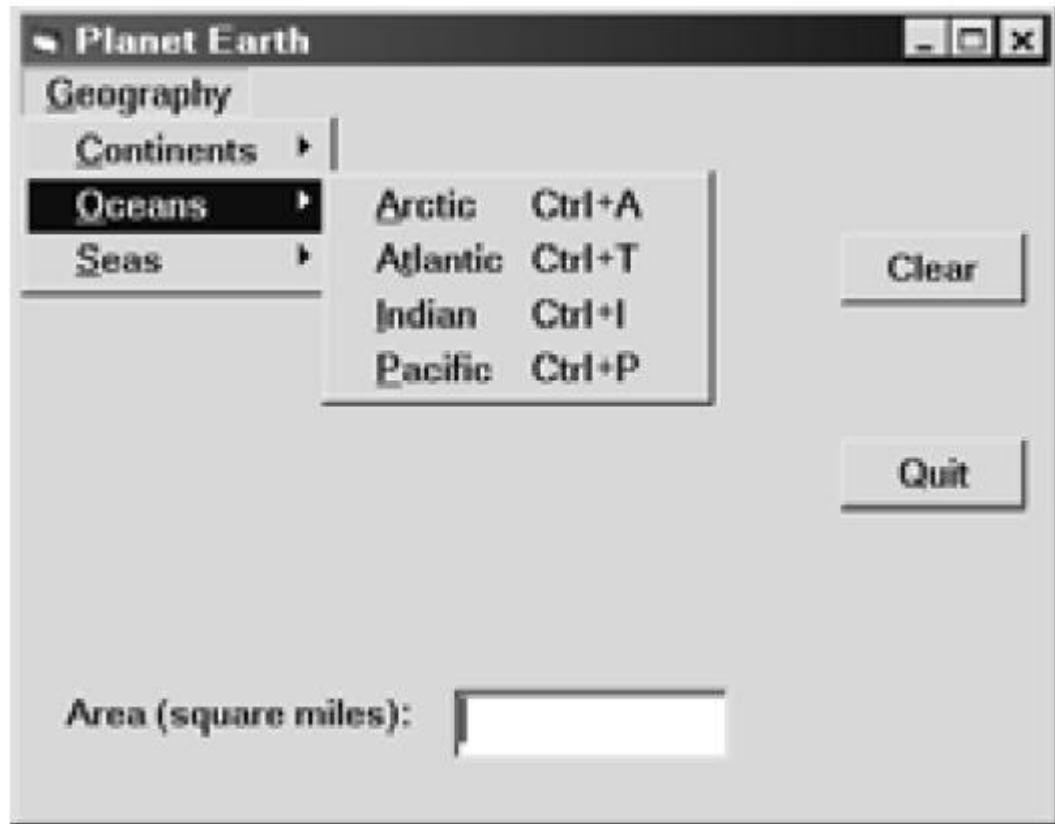 Planet Earth
Geography
Continents
Oceans
Arctic Ctrl+A
Atlantic Ctrl+T
Seas
Clear
Indian Ctrl+I
Pacific Ctrl+P
Quit
Area (square miles):